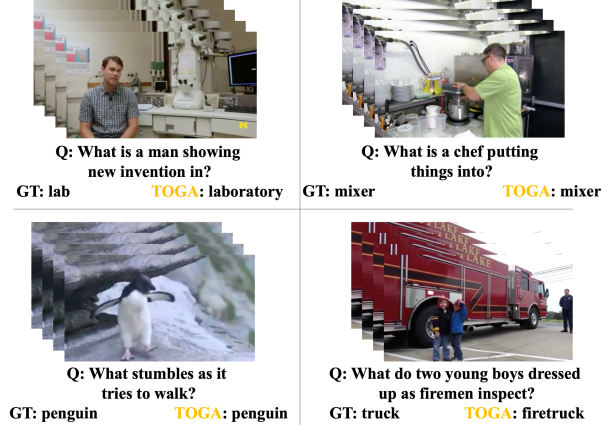 Q: What is a man showing
new invention in?
GT: lab TOGA: laboratory
Q: What is a chef putting
things into?
GT: mixer TOGA: mixer
Q: What stumbles as it
tries to walk?
GT: penguin TOGA: penguin
Q: What do two young boys dressed
up as firemen inspect?
GT: truck TOGA: firetruck